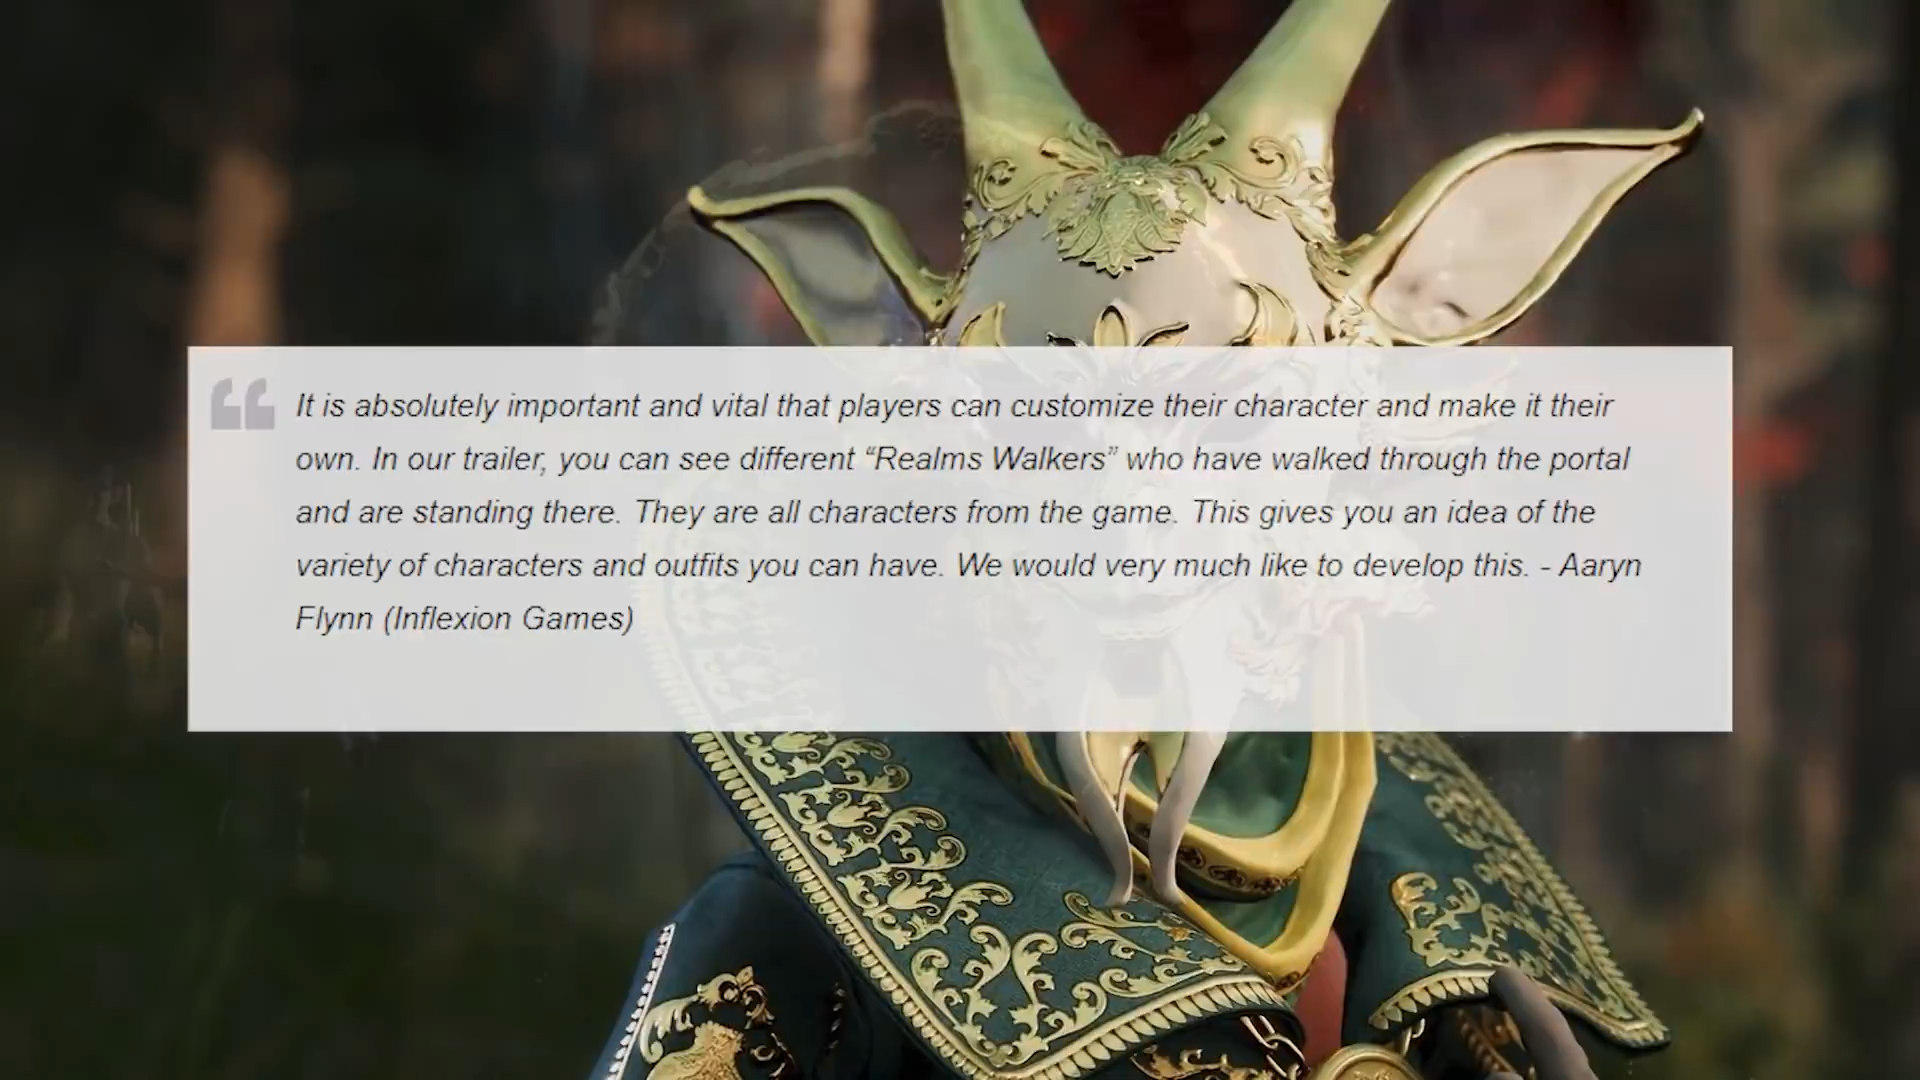 It is absolutely important and vital that players can customize their character and make it their
own. In our trailer, you can see different “Realms Walkers” who have walked through the portal
and are standing there. They are all characters from the game. This gives you an idea of the
variety of characters and outfits you can have. We would very much like to develop this. - Aaryn
Flynn (Inflexion Games)